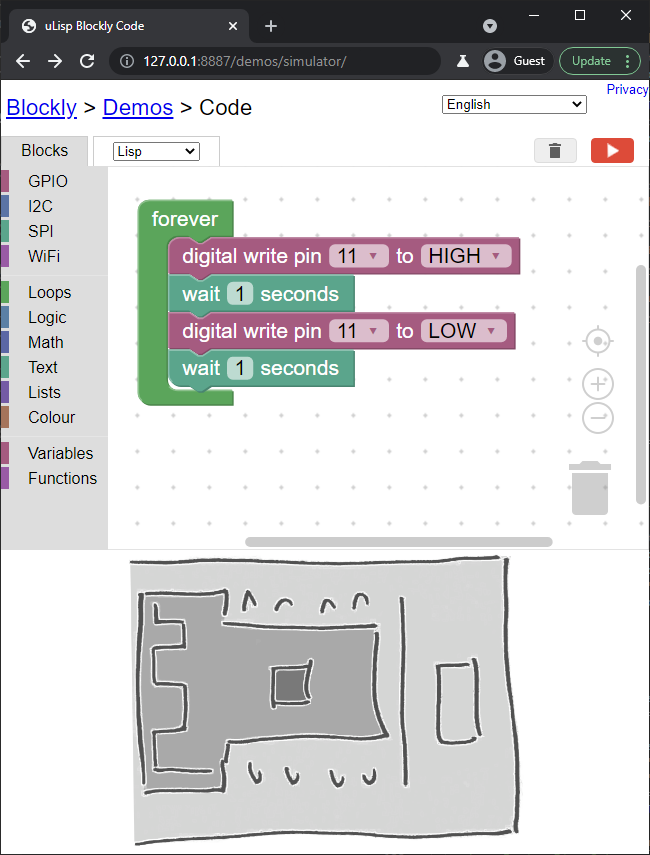 uLisp Blockly Code
127.0.0.1:8887/demos/simulator/
Guest
Update
Privacy
Blockly > Demos > Code
English
Blocks
Lisp
GPIO
I2C
SPI
WiFi
Loops
Logic
Math
Text
Lists
Colour
Variables
Functions
forever
digital write pin 11 to HIGH
wait 1 seconds
digital write pin 11 to LOW
wait 1 seconds